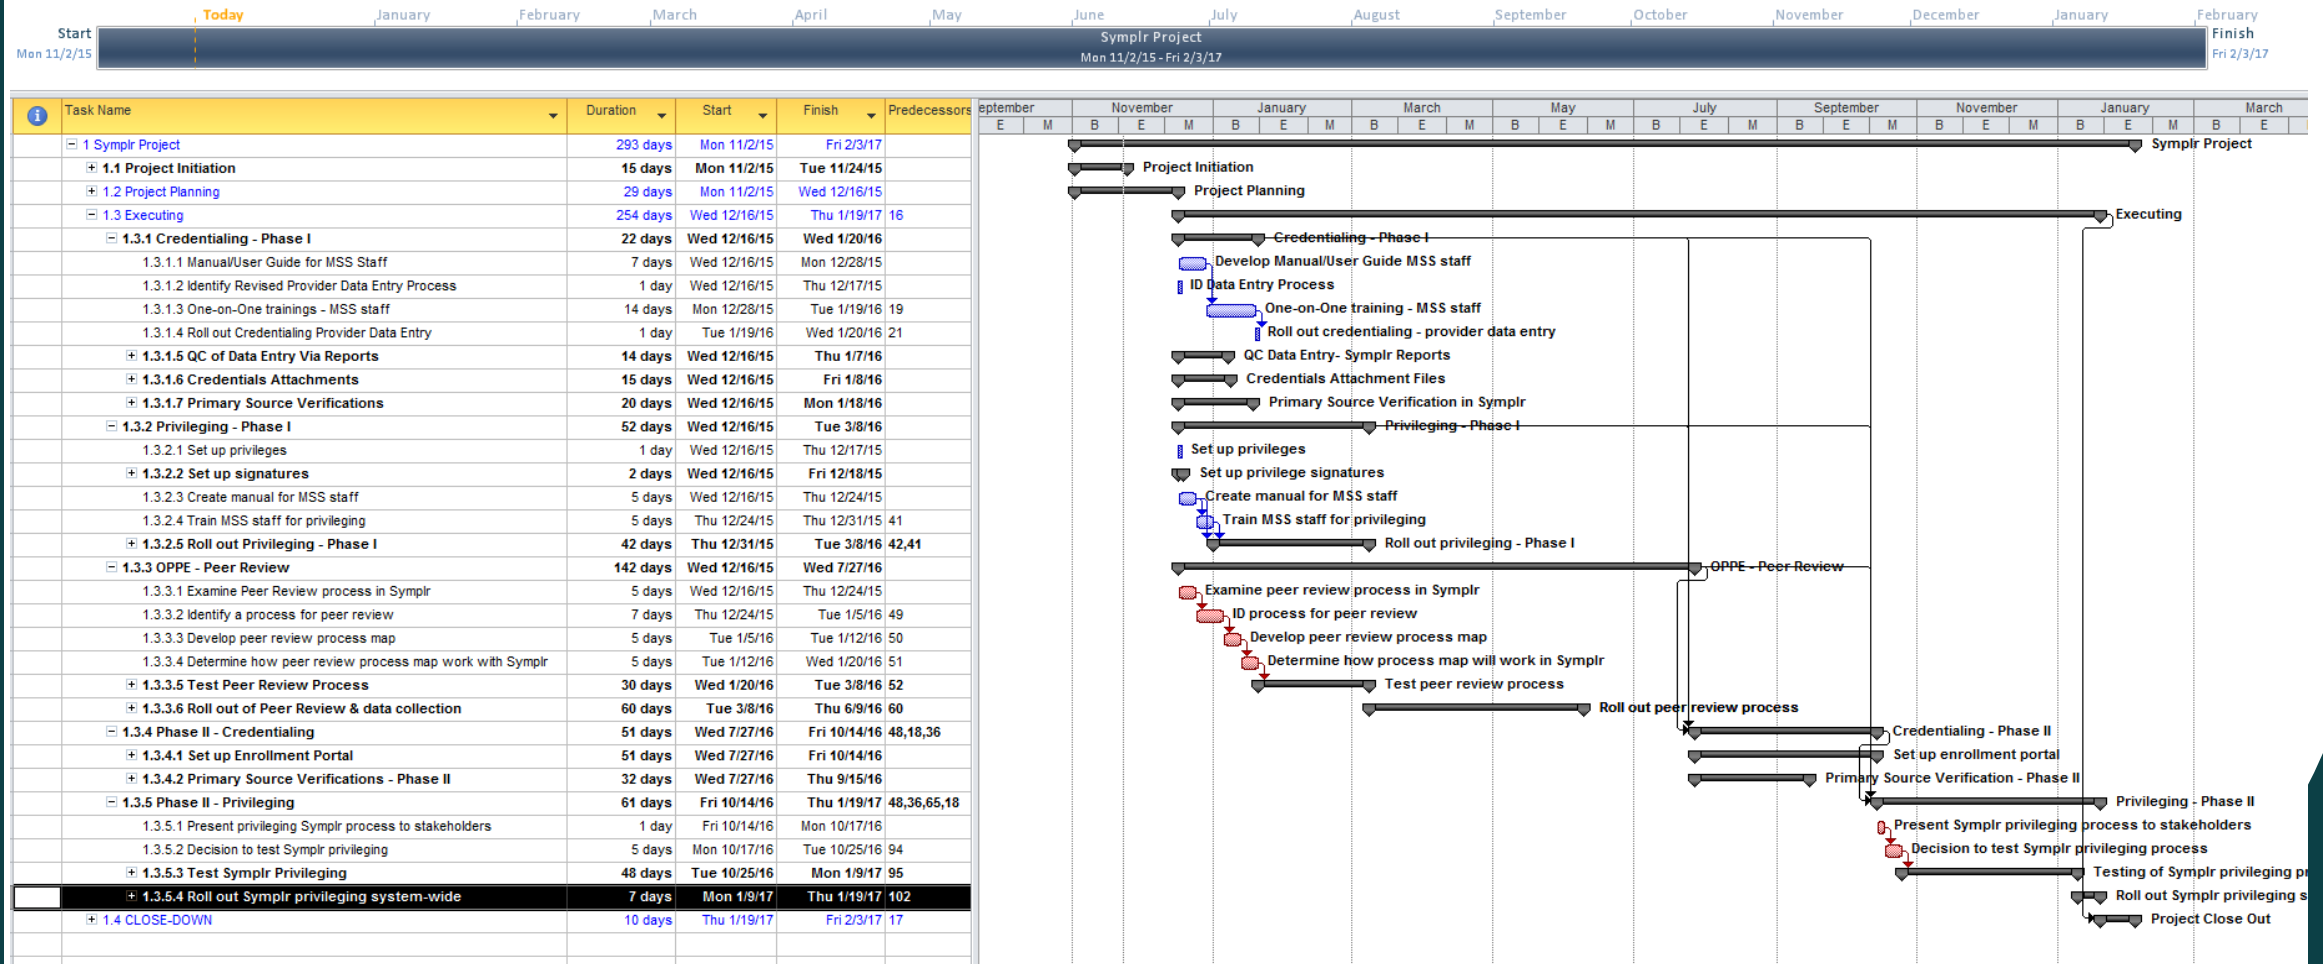 Today January February March April May June July August September October November December January February
Start Symplr Project Finish
Mon 11/2/15 Mon 11/2/15 - Fri 2/3/17 Fri 2/3/17
Task Name Duration Start Finish Predecessors eptember November January March May July September November January March
E M B E M B E M B E M B E M B E M B E M B E M B E M B E
1 Symplr Project 293 days Mon 11/2/15 Fri 2/3/17 Symplr Project
1.1 Project Initiation 15 days Mon 11/2/15 Tue 11/24/15 Project Initiation
1.2 Project Planning 29 days Mon 11/2/15 Wed 12/16/15 Project Planning
1.3 Executing 254 days Wed 12/16/15 Thu 1/19/17 16 Executing
1.3.1 Credentialing - Phase I 22 days Wed 12/16/15 Wed 1/20/16 Credentialing - Phase I
1.3.1.1 Manual/User Guide for MSS Staff 7 days Wed 12/16/15 Mon 12/28/15 Develop Manual/User Guide MSS staff
1.3.1.2 Identify Revised Provider Data Entry Process 1 day Wed 12/16/15 Thu 12/17/15 ID Data Entry Process
1.3.1.3 One-on-One trainings - MSS staff 14 days Mon 12/28/15 Tue 1/19/16 19 One-on-One training - MSS staff
1.3.1.4 Roll out Credentialing Provider Data Entry 1 day Tue 1/19/16 Wed 1/20/16 21 Roll out credentialing - provider data entry
1.3.1.5 QC of Data Entry Via Reports 14 days Wed 12/16/15 Thu 1/7/16 QC Data Entry- Symplr Reports
1.3.1.6 Credentials Attachments 15 days Wed 12/16/15 Fri 1/8/16 Credentials Attachment Files
1.3.1.7 Primary Source Verifications 20 days Wed 12/16/15 Mon 1/18/16 Primary Source Verification in Symplr
1.3.2 Privileging - Phase I 52 days Wed 12/16/15 Tue 3/8/16 Privileging - Phase I
1.3.2.1 Set up privileges 1 day Wed 12/16/15 Thu 12/17/15 Set up privileges
1.3.2.2 Set up signatures 2 days Wed 12/16/15 Fri 12/18/15 Set up privilege signatures
1.3.2.3 Create manual for MSS staff 5 days Wed 12/16/15 Thu 12/24/15 Create manual for MSS staff
1.3.2.4 Train MSS staff for privileging 5 days Thu 12/24/15 Thu 12/31/15 41 Train MSS staff for privileging
1.3.2.5 Roll out Privileging - Phase I 42 days Thu 12/31/15 Tue 3/8/16 42,41 Roll out privileging - Phase I
1.3.3 OPPE - Peer Review 142 days Wed 12/16/15 Wed 7/27/16 OPPE - Peer Review
1.3.3.1 Examine Peer Review process in Symplr 5 days Wed 12/16/15 Thu 12/24/15 Examine peer review process in Symplr
1.3.3.2 Identify a process for peer review 7 days Thu 12/24/15 Tue 1/5/16 49 ID process for peer review
1.3.3.3 Develop peer review process map 5 days Tue 1/5/16 Tue 1/12/16 50 Develop peer review process map
1.3.3.4 Determine how peer review process map work with Symplr 5 days Tue 1/12/16 Wed 1/20/16 51 Determine how process map will work in Symplr
1.3.3.5 Test Peer Review Process 30 days Wed 1/20/16 Tue 3/8/16 52 Test peer review process
1.3.3.6 Roll out of Peer Review & data collection 60 days Tue 3/8/16 Thu 6/9/16 60 Roll out peer review process
1.3.4 Phase II - Credentialing 51 days Wed 7/27/16 Fri 10/14/16 48,18,36 Credentialing - Phase II
1.3.4.1 Set up Enrollment Portal 51 days Wed 7/27/16 Fri 10/14/16 Set up enrollment portal
1.3.4.2 Primary Source Verifications - Phase II 32 days Wed 7/27/16 Thu 9/15/16 Primary Source Verification - Phase II
1.3.5 Phase II - Privileging 61 days Fri 10/14/16 Thu 1/19/17 48,36,65,18 Privileging - Phase II
1.3.5.1 Present privileging Symplr process to stakeholders 1 day Fri 10/14/16 Mon 10/17/16 Present Symplr privileging process to stakeholders
1.3.5.2 Decision to test Symplr privileging 5 days Mon 10/17/16 Tue 10/25/16 94 Decision to test Symplr privileging process
1.3.5.3 Test Symplr Privileging 48 days Tue 10/25/16 Mon 1/9/17 95 Testing of Symplr privileging pr
1.3.5.4 Roll out Symplr privileging system-wide 7 days Mon 1/9/17 Thu 1/19/17 102 Roll out Symplr privileging s
1.4 CLOSE-DOWN 10 days Thu 1/19/17 Fri 2/3/17 17 Project Close Out